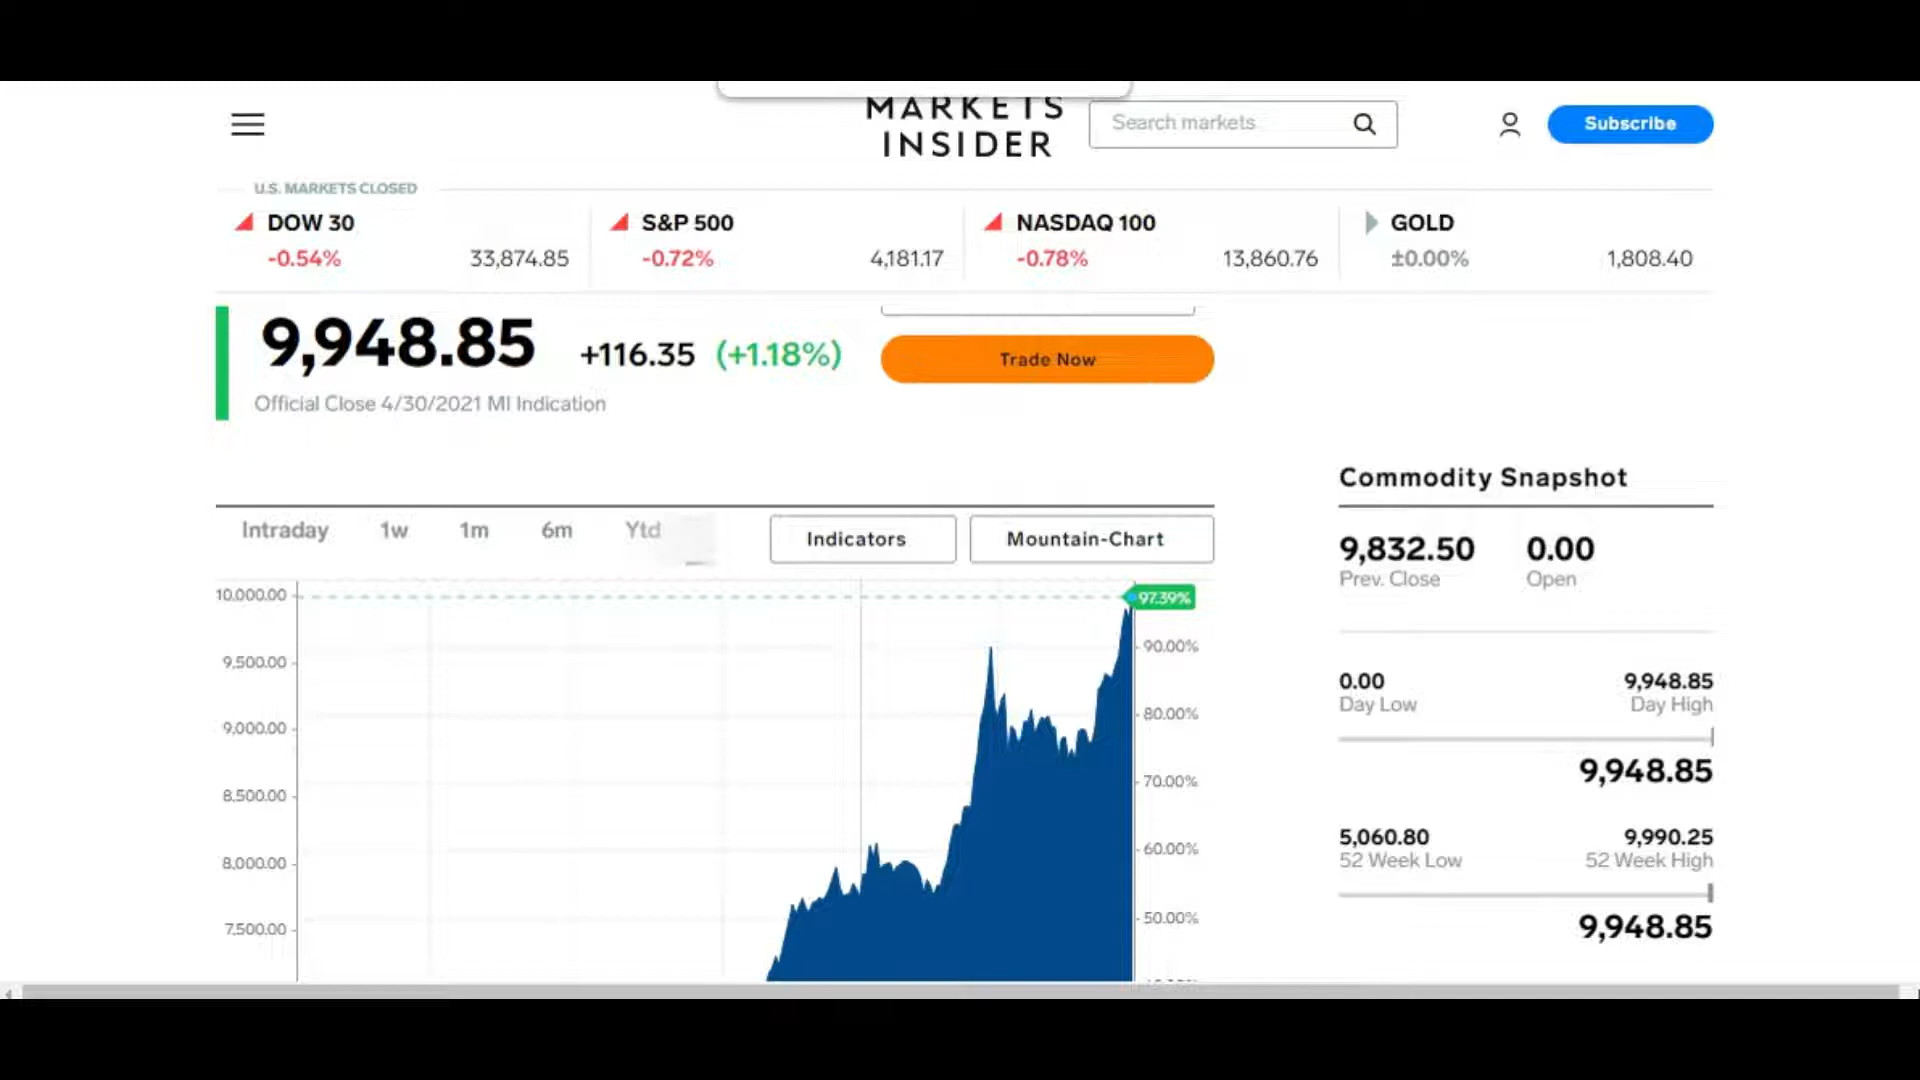 MARKETS
INSIDER
Search markets
Subscribe
U.S. MARKETS CLOSED
DOW 30
-0.54% 33,874.85
S&P 500
-0.72% 4,181.17
NASDAQ 100
-0.78% 13,860.76
GOLD
±0.00% 1,808.40
9,948.85 +116.35 (+1.18%)
Official Close 4/30/2021 MI Indication
Trade Now
Intraday 1w 1m 6m Ytd
Indicators
Mountain-Chart
10,000.00
9,500.00
9,000.00
8,500.00
8,000.00
7,500.00
97.39%
90.00%
80.00%
70.00%
60.00%
50.00%
Commodity Snapshot
9,832.50 0.00
Prev. Close Open
0.00 9,948.85
Day Low Day High
9,948.85
5,060.80 9,990.25
52 Week Low 52 Week High
9,948.85